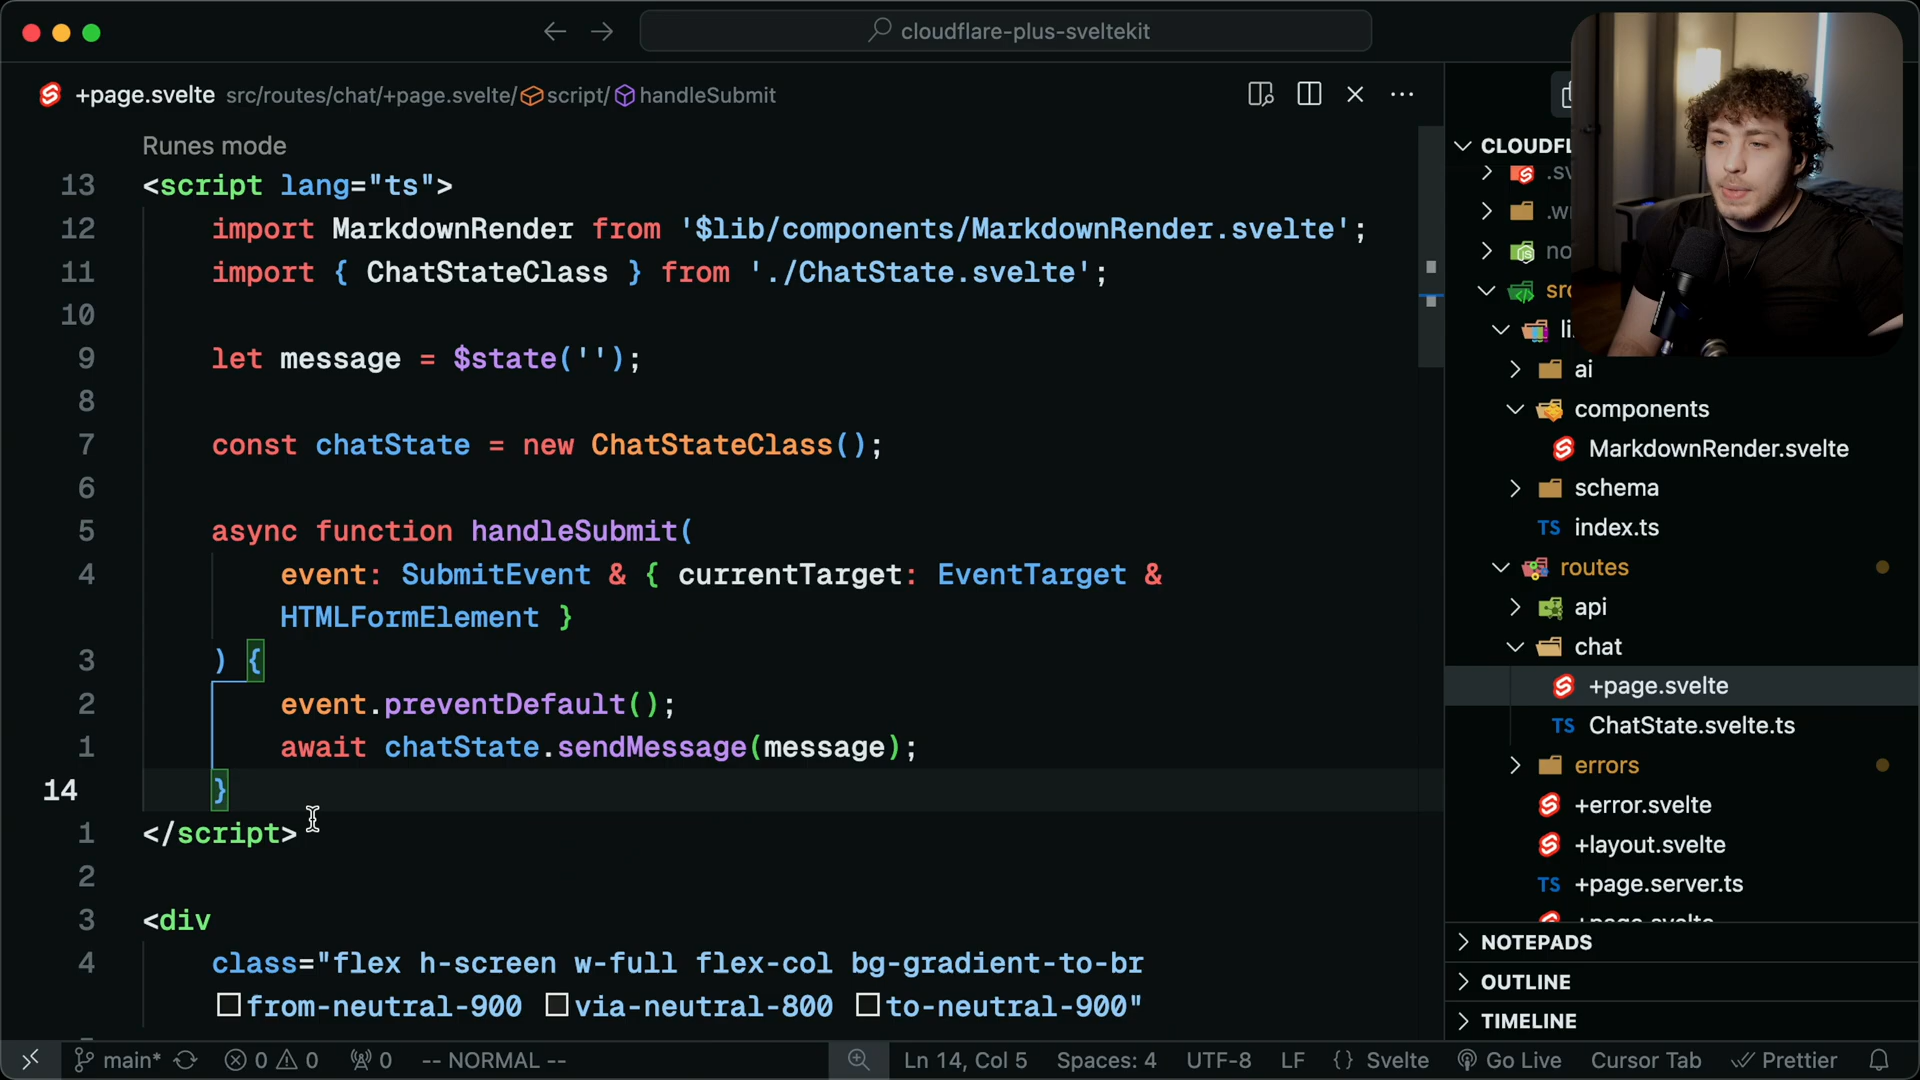 cloudflare-plus-sveltekit
+page.svelte src/routes/chat/+page.svelte/ script/ handleSubmit
Runes mode
13 <script lang="ts">
12 import MarkdownRender from '$lib/components/MarkdownRender.svelte';
11 import { ChatStateClass } from './ChatState.svelte';
10
9 let message = $state('');
8
7 const chatState = new ChatStateClass();
6
5 async function handleSubmit(
4 event: SubmitEvent & { currentTarget: EventTarget &
HTMLFormElement }
3 ) {
2 event.preventDefault();
1 await chatState.sendMessage(message);
14 }
1 </script>
2
3 <div
4 class="flex h-screen w-full flex-col bg-gradient-to-br
from-neutral-900 via-neutral-800 to-neutral-900"
CLOUDFL
.sv
.w
no
src
li
ai
components
MarkdownRender.svelte
schema
TS index.ts
routes
api
chat
+page.svelte
TS ChatState.svelte.ts
errors
+error.svelte
+layout.svelte
TS +page.server.ts
+page.svelte
NOTEPADS
OUTLINE
TIMELINE
main* 0 0 0 -- NORMAL -- Ln 14, Col 5 Spaces: 4 UTF-8 LF {} Svelte Go Live Cursor Tab Prettier